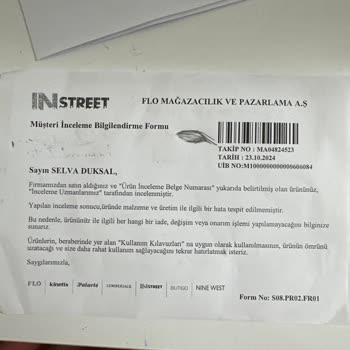 INSTREET
FLO MAĞAZACILIK VE PAZARLAMA A.Ş
Müşteri İnceleme Bilgilendirme Formu
TAKİP NO : MA04824523
TARİH : 23.10.2024
UİB NO:M1000000000000606084
Sayın SELVA DUKSAL,
Firmamızdan satın aldığınız ve "Ürün İnceleme Belge Numarası" yukarıda belirtilmiş olan ürününüz,
"İnceleme Uzmanlarımız" tarafından incelenmiştir.
Yapılan inceleme sonucu,üründe malzeme ve üretim ile ilgili bir hata tespit edilmemiştir.
Bu nedenle, ürününüz ile ilgili her hangi bir iade, değişim veya onarım işlemi yapılamayacağını bilginize
sunarız.
Ürünlerin, beraberinde yer alan "Kullanım Kılavuzları" na uygun olarak kullanılmasının, ürünün ömrünü
uzatacağı ve size daha rahat kullanım sağlayacağını tekrar hatırlatmak isteriz.
Saygılarımızla,
FLO kinetix Polaris LUMBERJACK INSTREET BUTIGO NINE WEST
Form No: S08.PR02.FR01